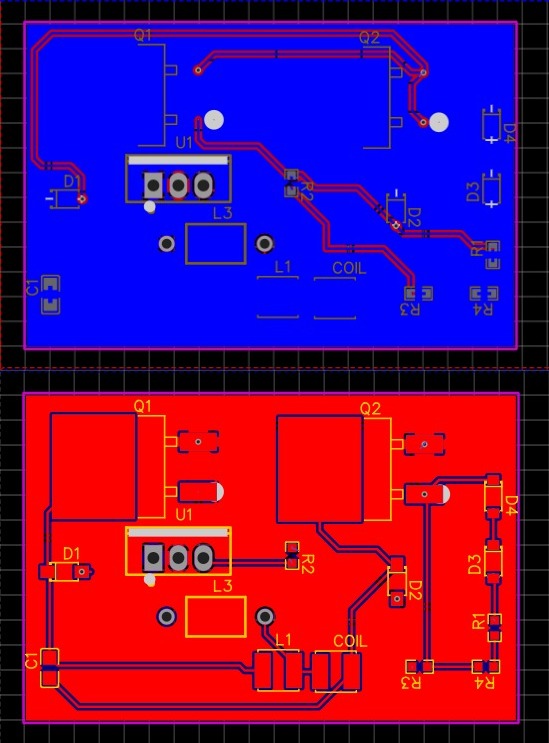 Q1
Q2
D4
U1
R2
D1
D3
D2
L3
R1
L1
COIL
C1
R3
R4
Q1
Q2
D4
U1
R2
D1
D3
D2
L3
R1
L1
COIL
C1
R3
R4